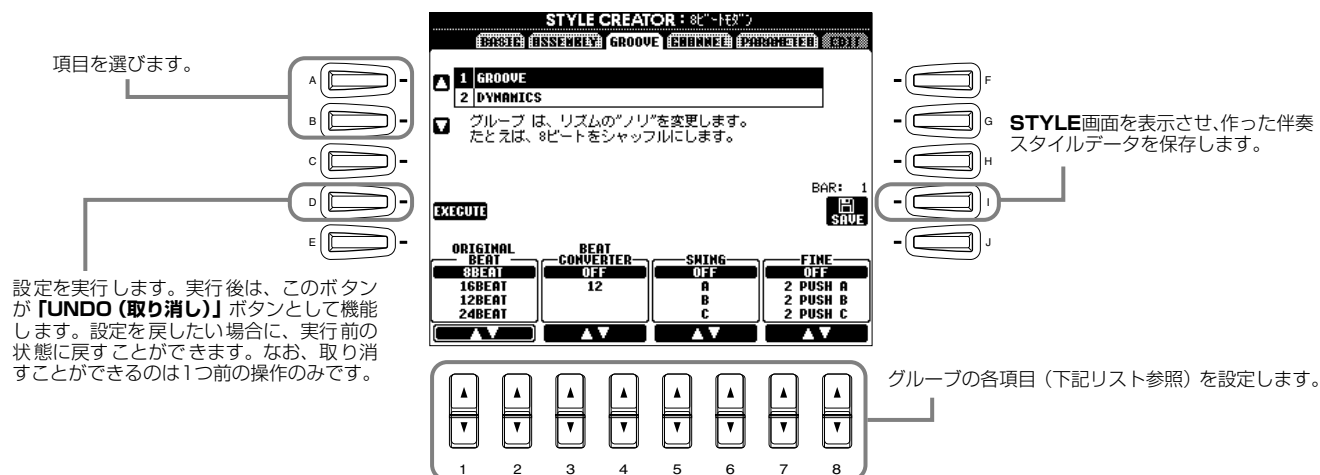 STYLE CREATOR : 8ビートモダン
BASIC ASSEMBLY GROOVE CHANNEL PARAMETER EDIT
項目を選びます。
A
B
C
D
E
1 GROOVE
2 DYNAMICS
グルーブ は、リズムの"ノリ"を変更します。
たとえば、8ビートをシャッフルにします。
BAR: 1
EXECUTE
SAVE
F
G
H
I
J
STYLE画面を表示させ、作った伴奏
スタイルデータを保存します。
設定を実行します。実行後は、このボタン
が「UNDO（取り消し）」ボタンとして機能
します。設定を戻したい場合に、実行前の
状態に戻すことができます。なお、取り消
すことができるのは1つ前の操作のみです。
ORIGINAL BEAT
8BEAT
16BEAT
12BEAT
24BEAT
BEAT CONVERTER
OFF
12
SWING
OFF
A
B
C
FINE
OFF
2 PUSH A
2 PUSH B
2 PUSH C
グルーブの各項目（下記リスト参照）を設定します。
1 2 3 4 5 6 7 8